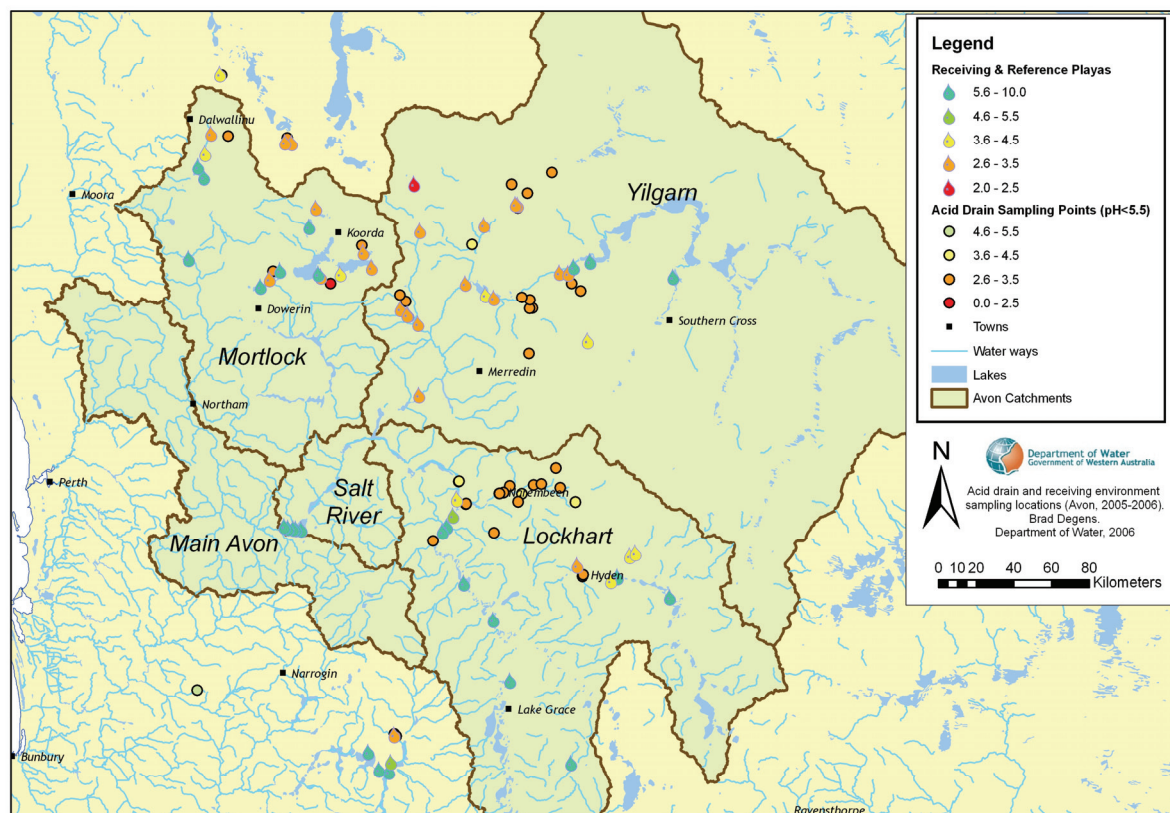 Dalwallinu
Moora
Koorda
Dowerin
Mortlock
Northam
Yilgarn
Southern Cross
Merredin
Perth
Salt
River
Main Avon
Narembeen
Lockhart
Hyden
Narrogin
Lake Grace
Bunbury
Ravensthorpe
Legend
Receiving & Reference Playas
5.6 - 10.0
4.6 - 5.5
3.6 - 4.5
2.6 - 3.5
2.0 - 2.5
Acid Drain Sampling Points (pH<5.5)
4.6 - 5.5
3.6 - 4.5
2.6 - 3.5
0.0 - 2.5
Towns
Water ways
Lakes
Avon Catchments
N
Department of Water
Government of Western Australia
Acid drain and receiving environment
sampling locations (Avon, 2005-2006).
Brad Degens.
Department of Water, 2006
0 10 20 40 60 80
Kilometers